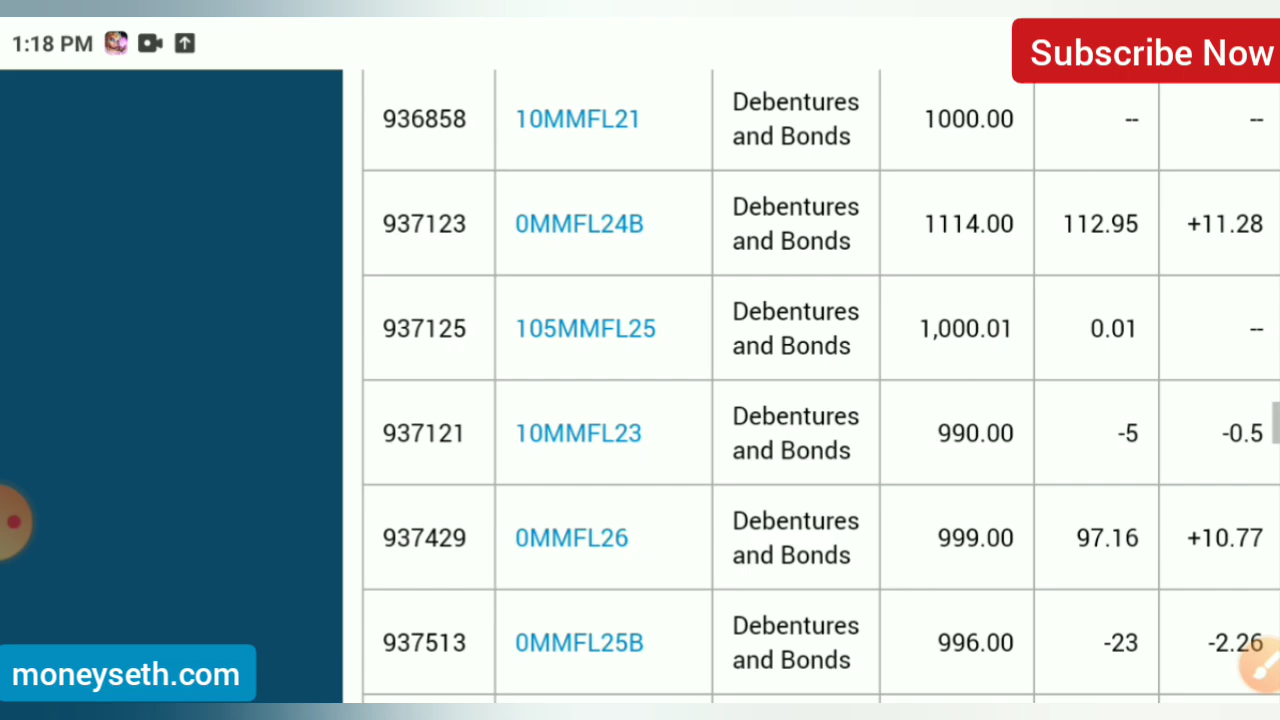 1:18 PM
Subscribe Now
936858 10MMFL21 Debentures and Bonds 1000.00 -- --
937123 0MMFL24B Debentures and Bonds 1114.00 112.95 +11.28
937125 105MMFL25 Debentures and Bonds 1,000.01 0.01 --
937121 10MMFL23 Debentures and Bonds 990.00 -5 -0.5
937429 0MMFL26 Debentures and Bonds 999.00 97.16 +10.77
937513 0MMFL25B Debentures and Bonds 996.00 -23 -2.26
moneyseth.com